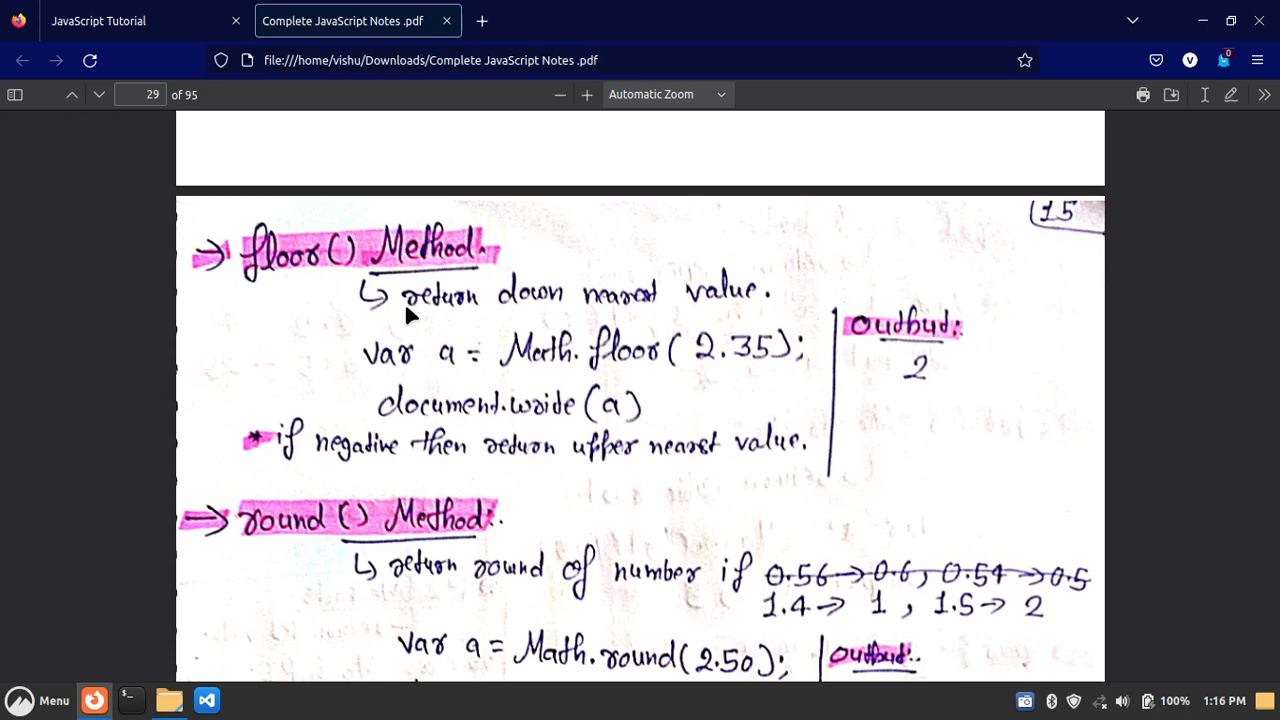 JavaScript Tutorial
Complete JavaScript Notes .pdf
file:///home/vishu/Downloads/Complete JavaScript Notes .pdf
V
0
29 of 95
Automatic Zoom
(15
→ floor() Method.
↳ return down nearest value.
var a = Math.floor(2.35);
document.write(a)
* if negative then return upper nearest value.
output:
2
→ round () Method:.
↳ return round of number if 0.56→0.6, 0.54→0.5
1.4→ 1, 1.5→ 2
var a = Math.round(2.50);
output:.
Menu
100%
1:16 PM